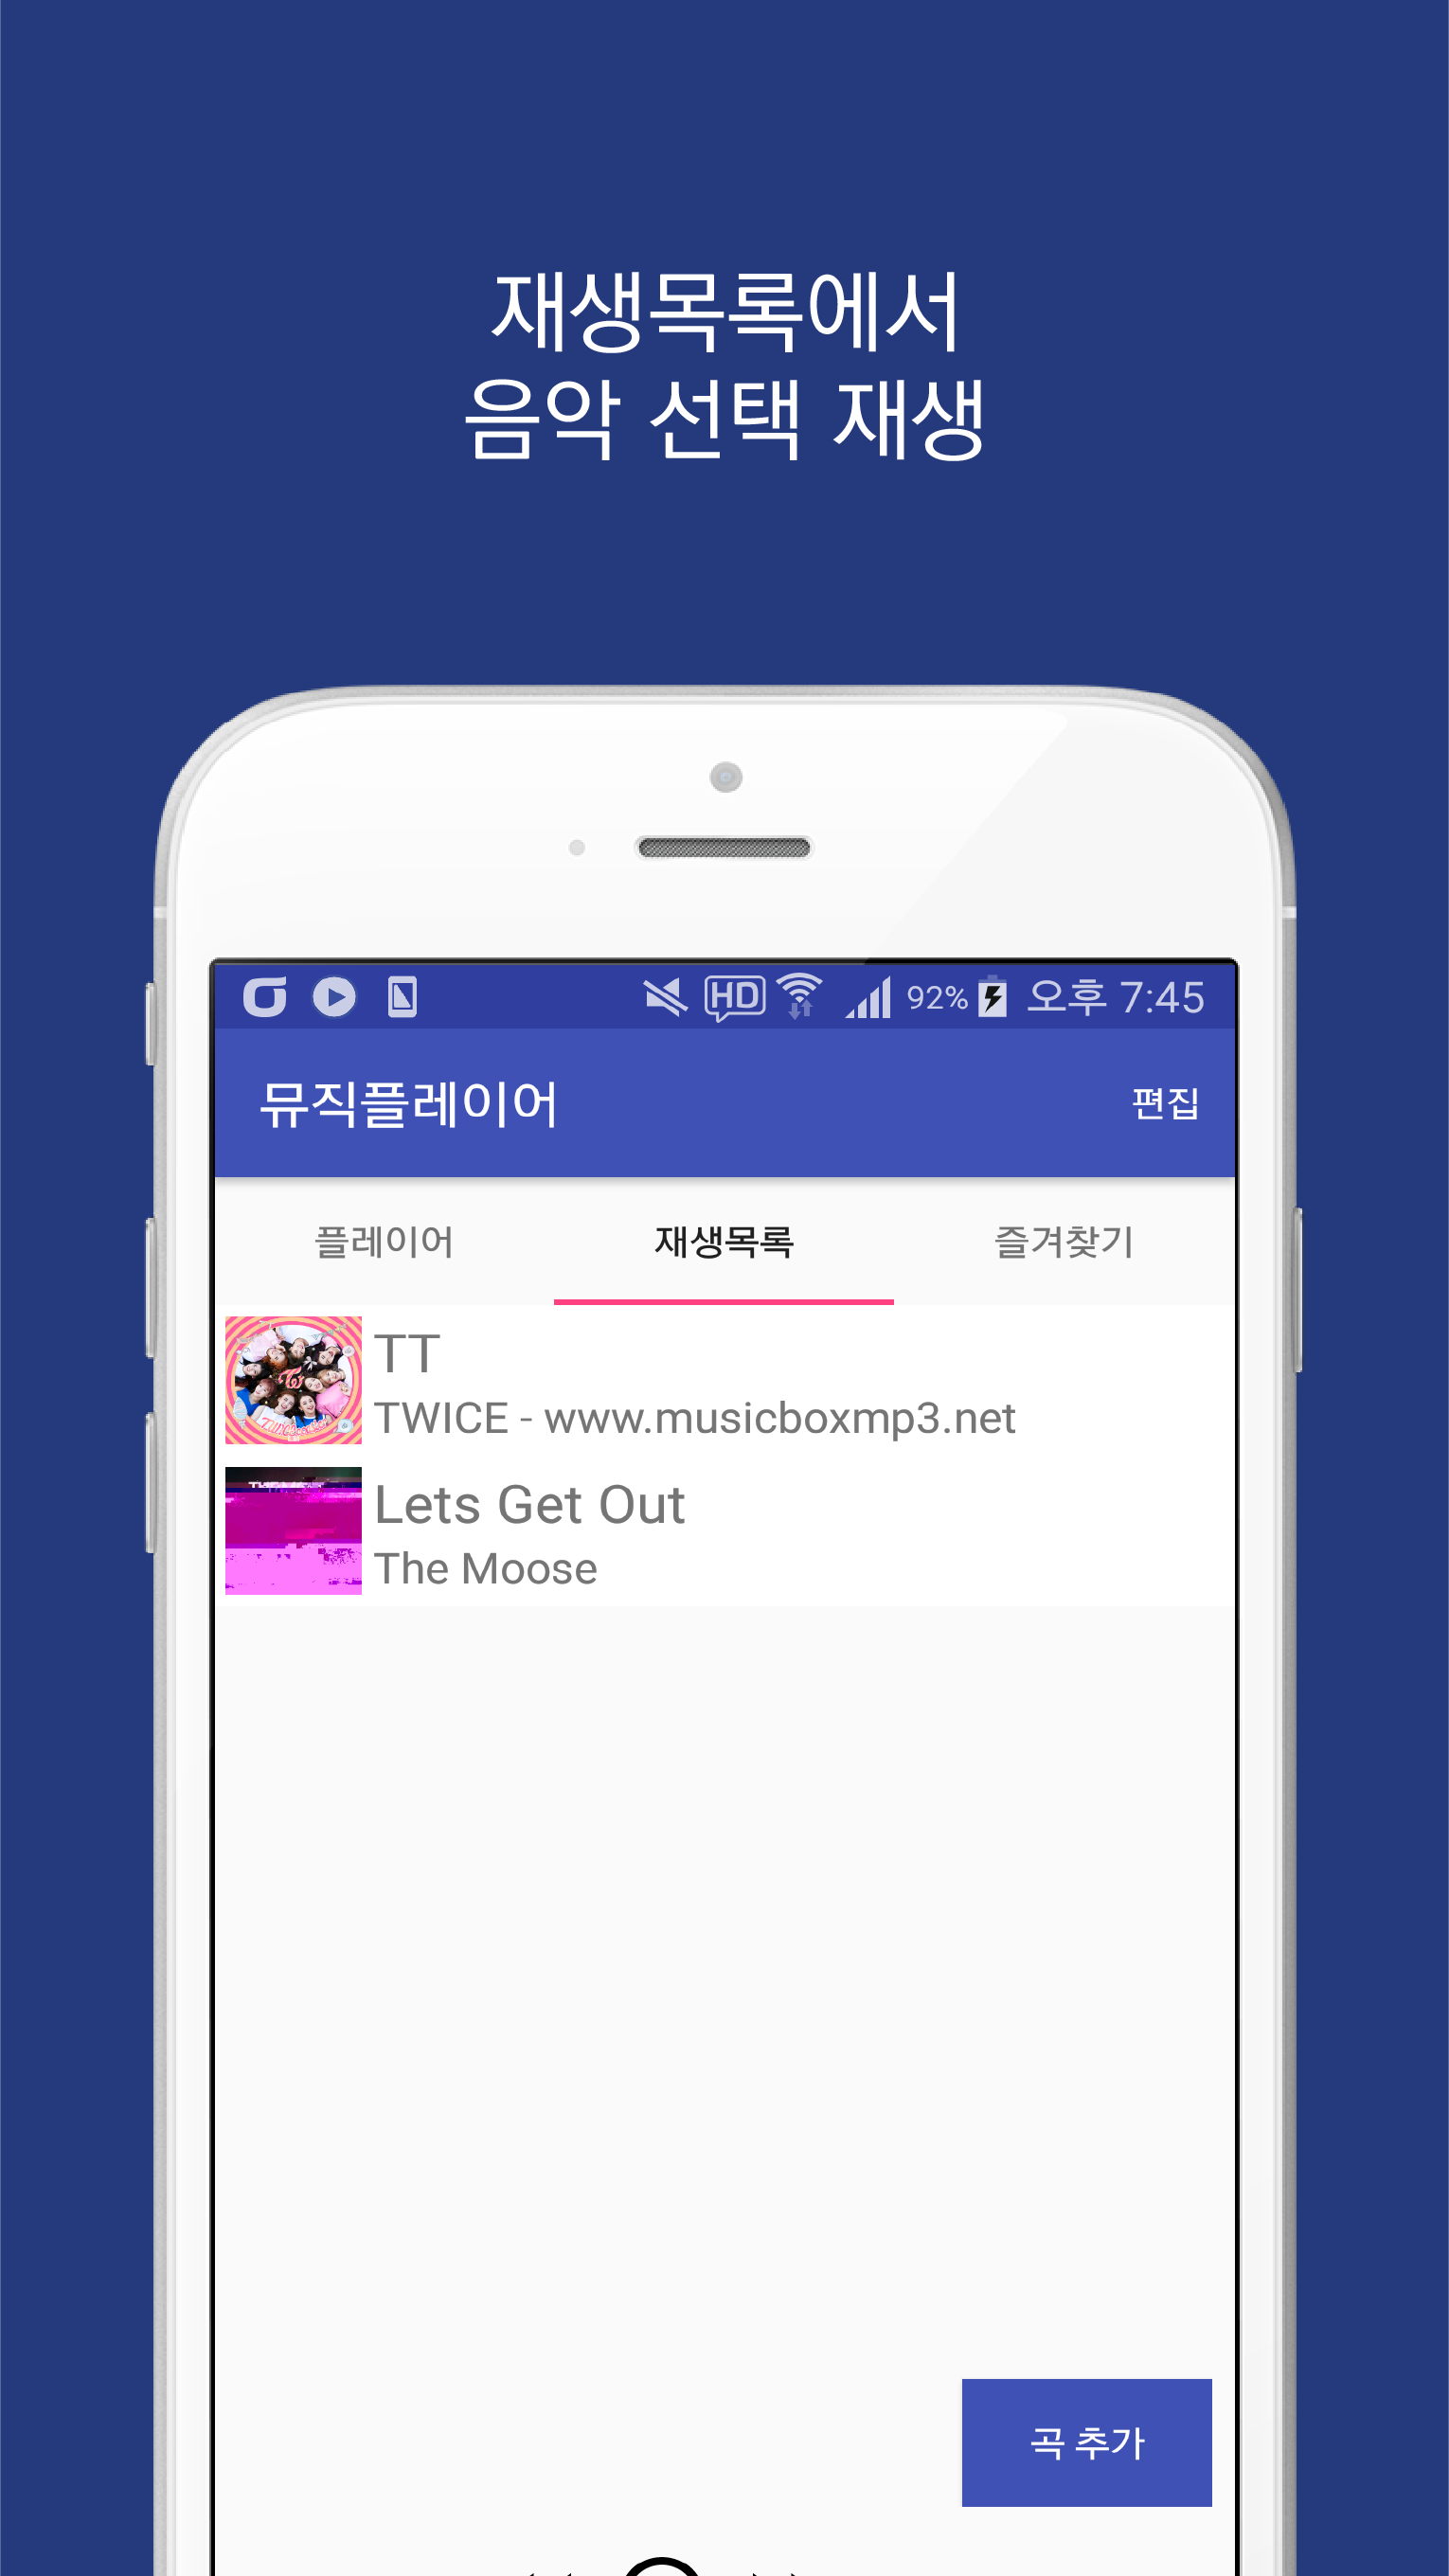 재생목록에서
음악 선택 재생
HD 92% 오후 7:45
뮤직플레이어 편집
플레이어 재생목록 즐겨찾기
TT
TWICE - www.musicboxmp3.net
Lets Get Out
The Moose
곡 추가